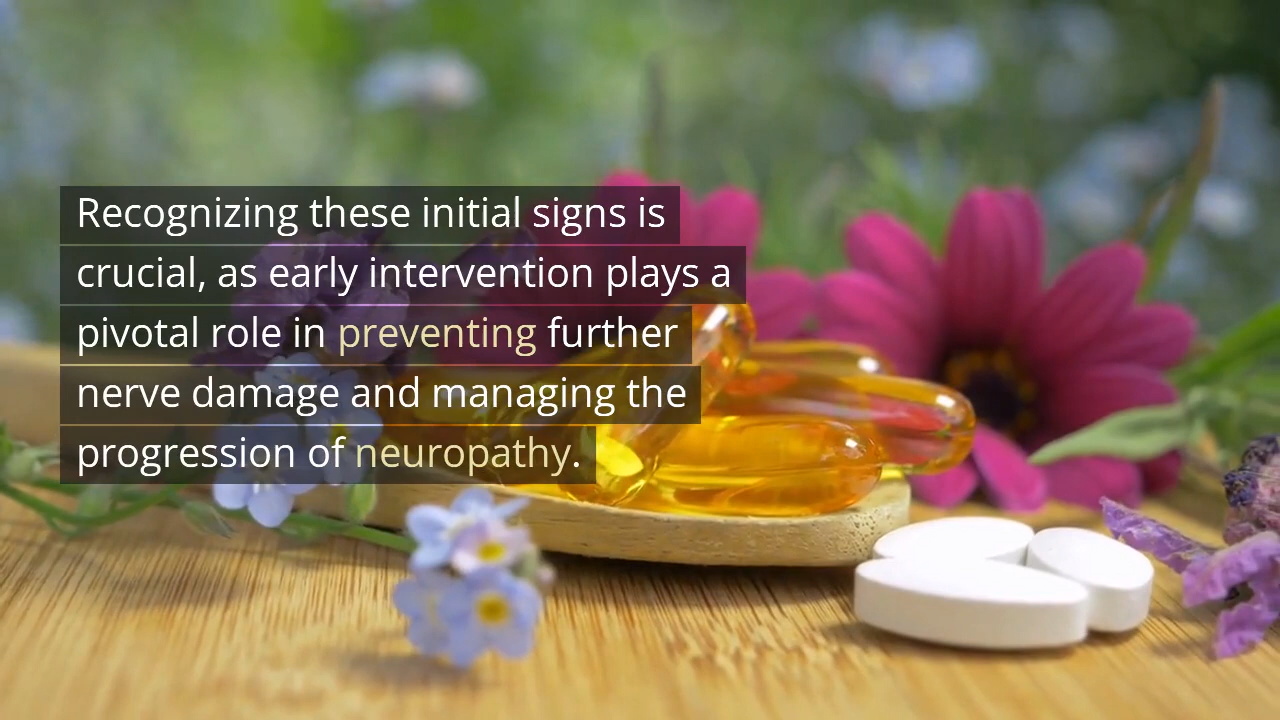 Recognizing these initial signs is
crucial, as early intervention plays a
pivotal role in preventing further
nerve damage and managing the
progression of neuropathy.